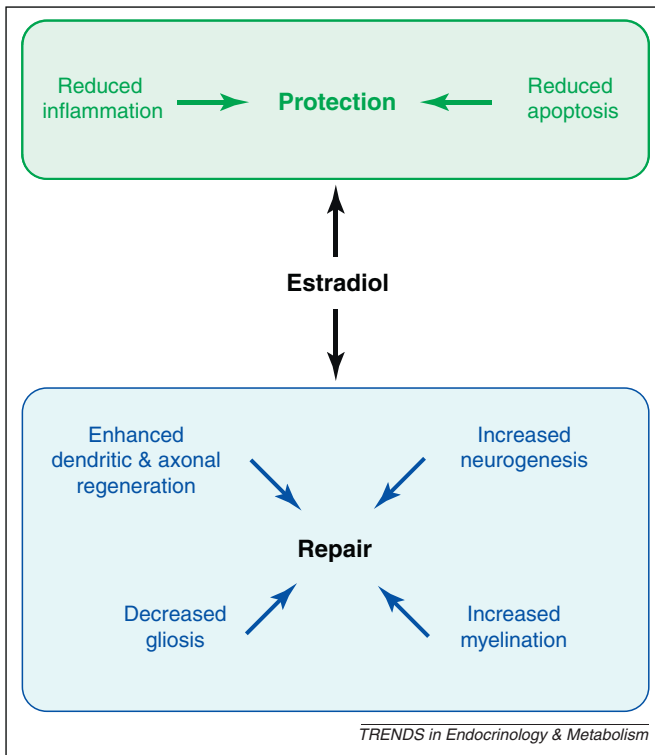 Reduced
inflammation
Protection
Reduced
apoptosis
Estradiol
Enhanced
dendritic & axonal
regeneration
Increased
neurogenesis
Repair
Decreased
gliosis
Increased
myelination
TRENDS in Endocrinology & Metabolism